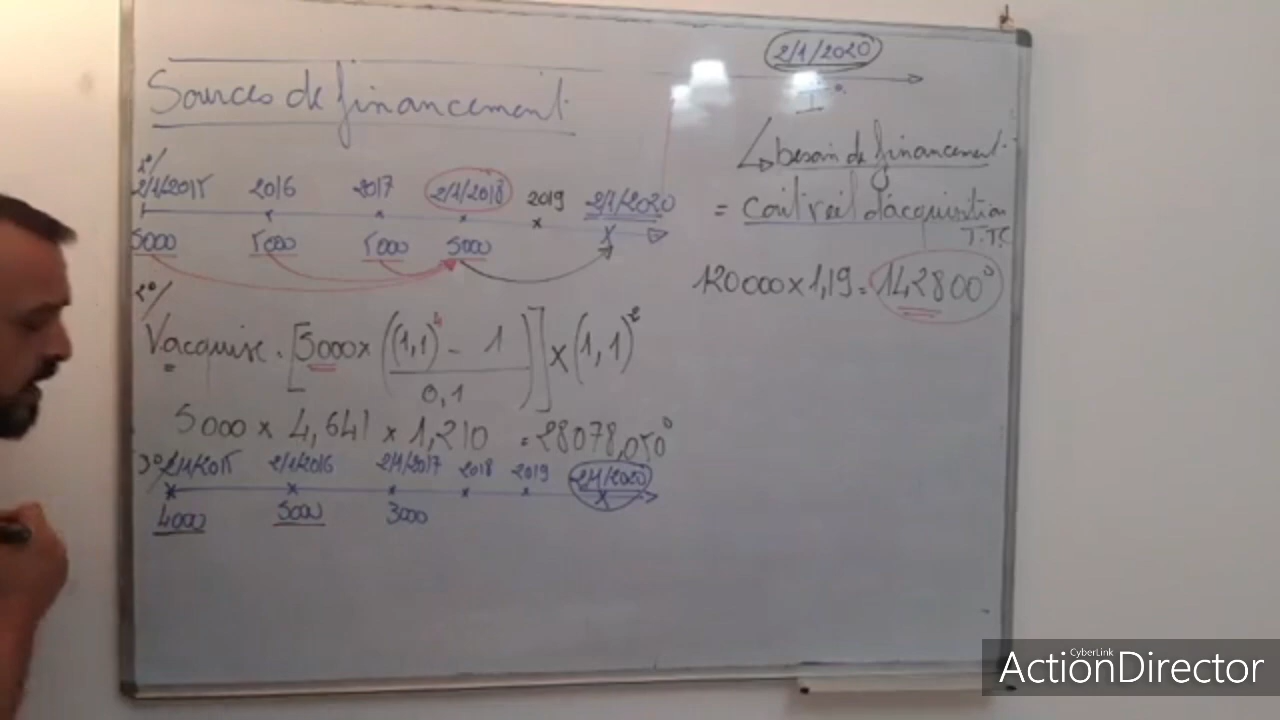 Sources de financement
1°/
2/1/2015 2016 2017 2/1/2018 2019 2/1/2020
5000 5000 5000 5000
2°/
Vacquise = [5000 x ((1,1)^4 - 1 / 0,1)] x (1,1)^2
5000 x 4,641 x 1,210 = 28078,050
3°/ 2/1/2015 2/1/2016 2/1/2017 2018 2019 2/1/2020
4000 5000 3000
2/1/2020
I°
besoin de financement
= coût réel d'acquisition
T.T.C
120000 x 1,19 = 142800
CyberLink
ActionDirector